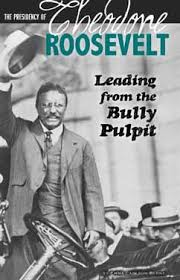 THE PRESIDENCY OF
Theodore
ROOSEVELT
Leading
from the
Bully
Pulpit